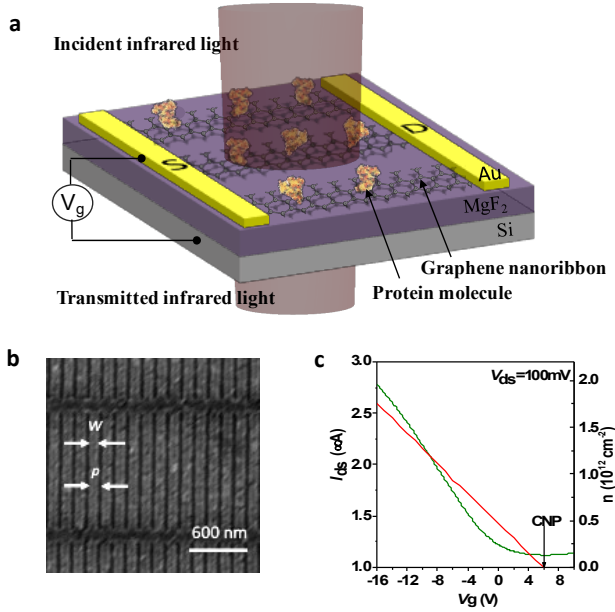 a
Incident infrared light
D
S
Au
MgF2
Si
Vg
Graphene nanoribbon
Protein molecule
Transmitted infrared light
b
W
p
600 nm
c
Vds=100mV
3.0
2.5
2.0
1.5
1.0
Ids (∝A)
2.0
1.5
1.0
0.5
0.0
n (10^12 cm^-2)
CNP
-16 -12 -8 -4 0 4 8
Vg (V)